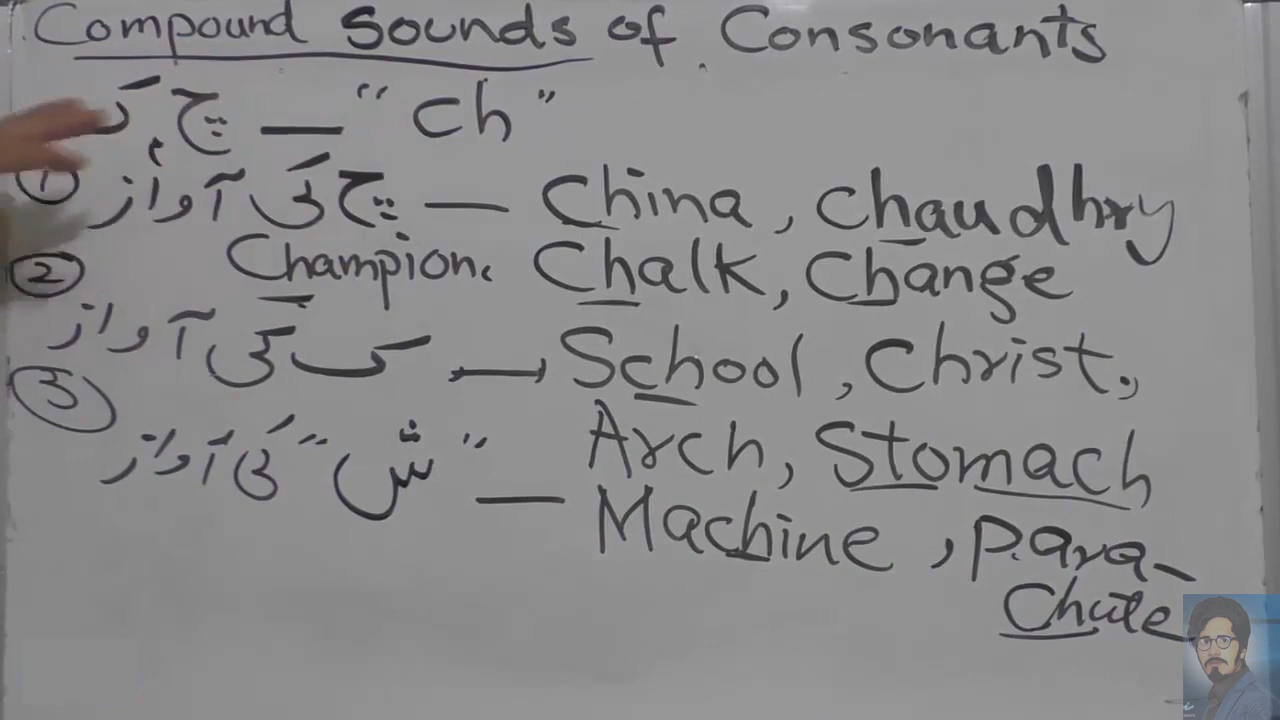 Compound Sounds of Consonants
"Ch" — چ
① چ کی آواز — China, Chaudhry
Champion, Chalk, Change
② ک کی آواز — School, Christ,
Arch, Stomach
③ "ش" کی آواز — Machine, Para-
Chute